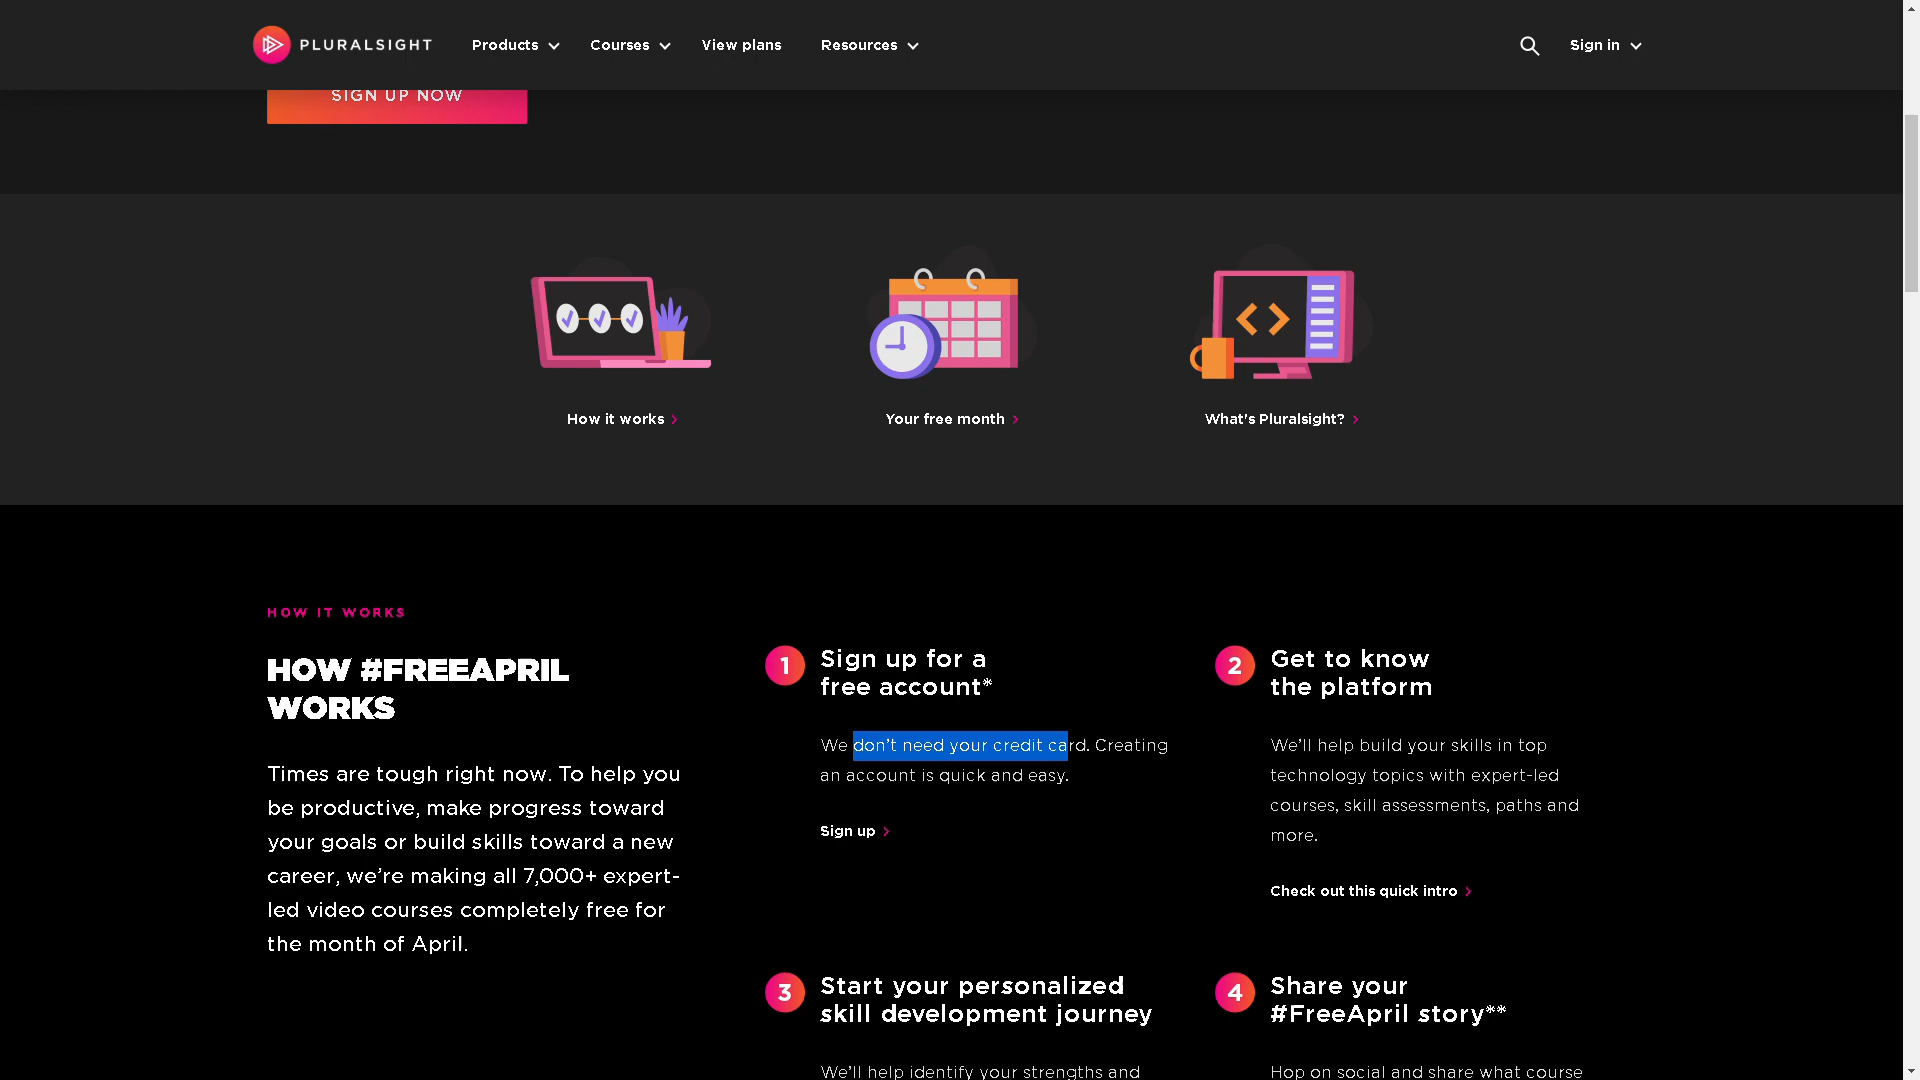 PLURALSIGHT Products Courses View plans Resources Sign in
SIGN UP NOW
How it works Your free month What's Pluralsight?
HOW IT WORKS
HOW #FREEAPRIL
WORKS
Times are tough right now. To help you
be productive, make progress toward
your goals or build skills toward a new
career, we’re making all 7,000+ expert-
led video courses completely free for
the month of April.
1 Sign up for a
free account*
We don’t need your credit card. Creating
an account is quick and easy.
Sign up
2 Get to know
the platform
We’ll help build your skills in top
technology topics with expert-led
courses, skill assessments, paths and
more.
Check out this quick intro
3 Start your personalized
skill development journey
We’ll help identify your strengths and
4 Share your
#FreeApril story**
Hop on social and share what course